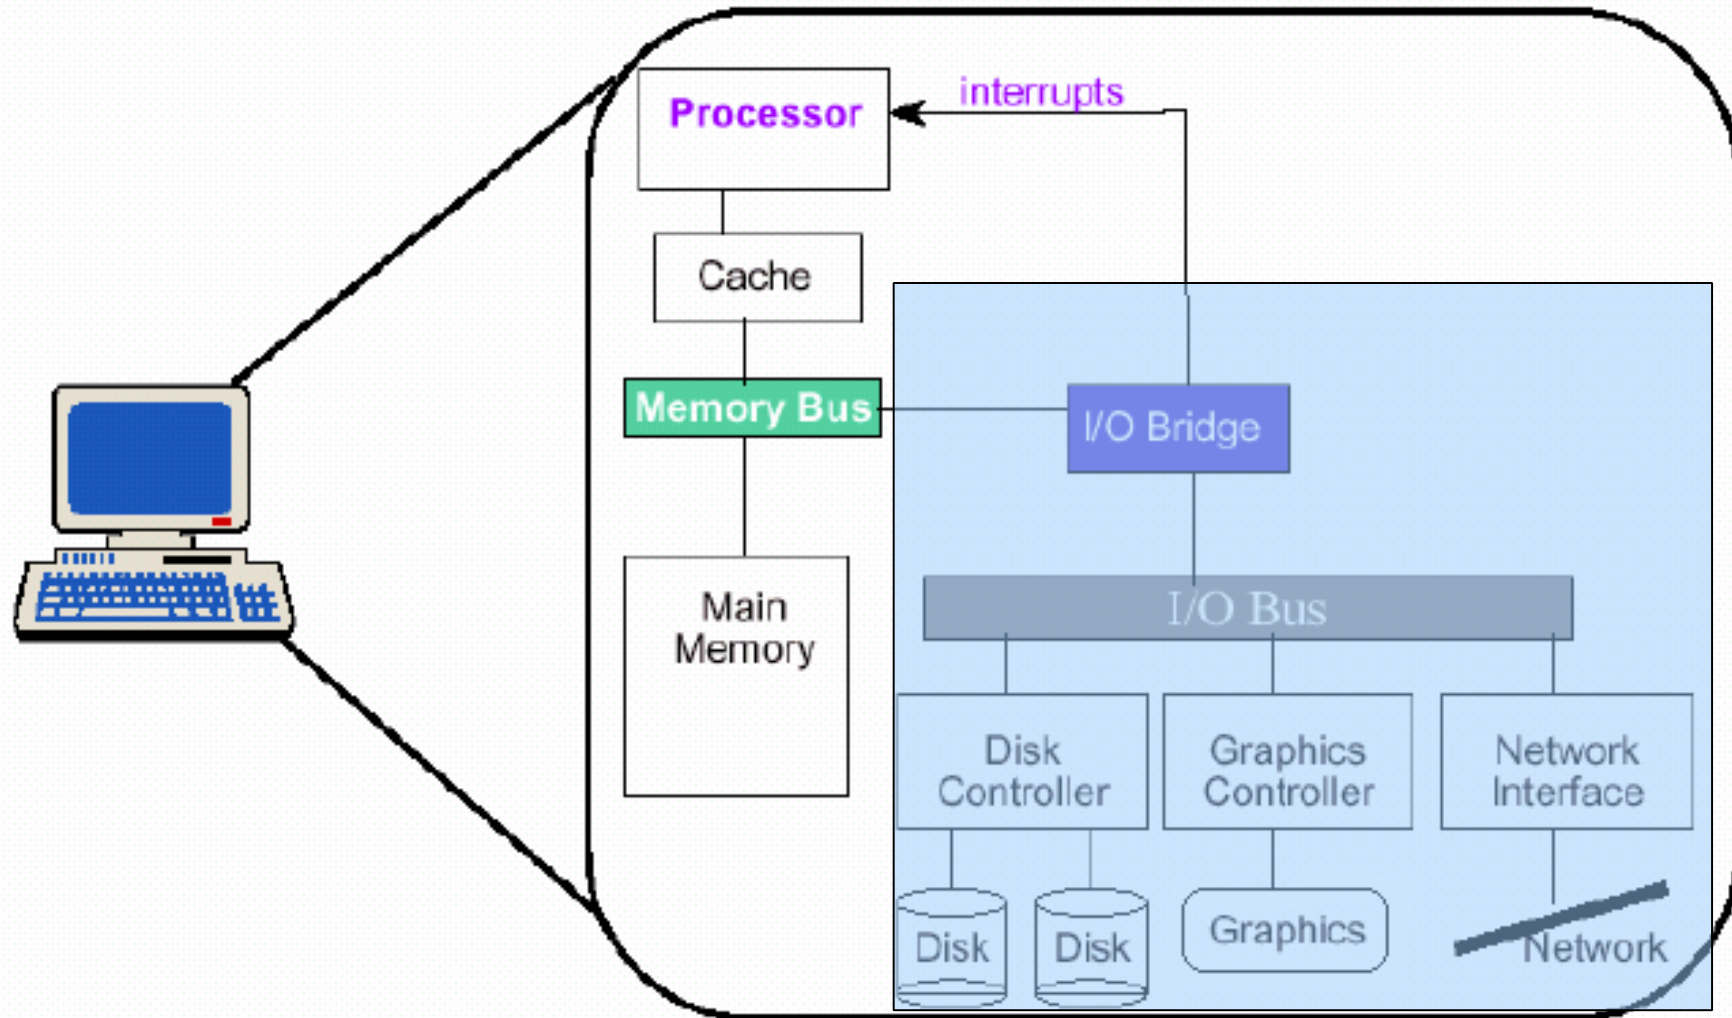 Processor
interrupts
Cache
Memory Bus
I/O Bridge
Main
Memory
I/O Bus
Disk
Controller
Graphics
Controller
Network
Interface
Disk
Disk
Graphics
Network